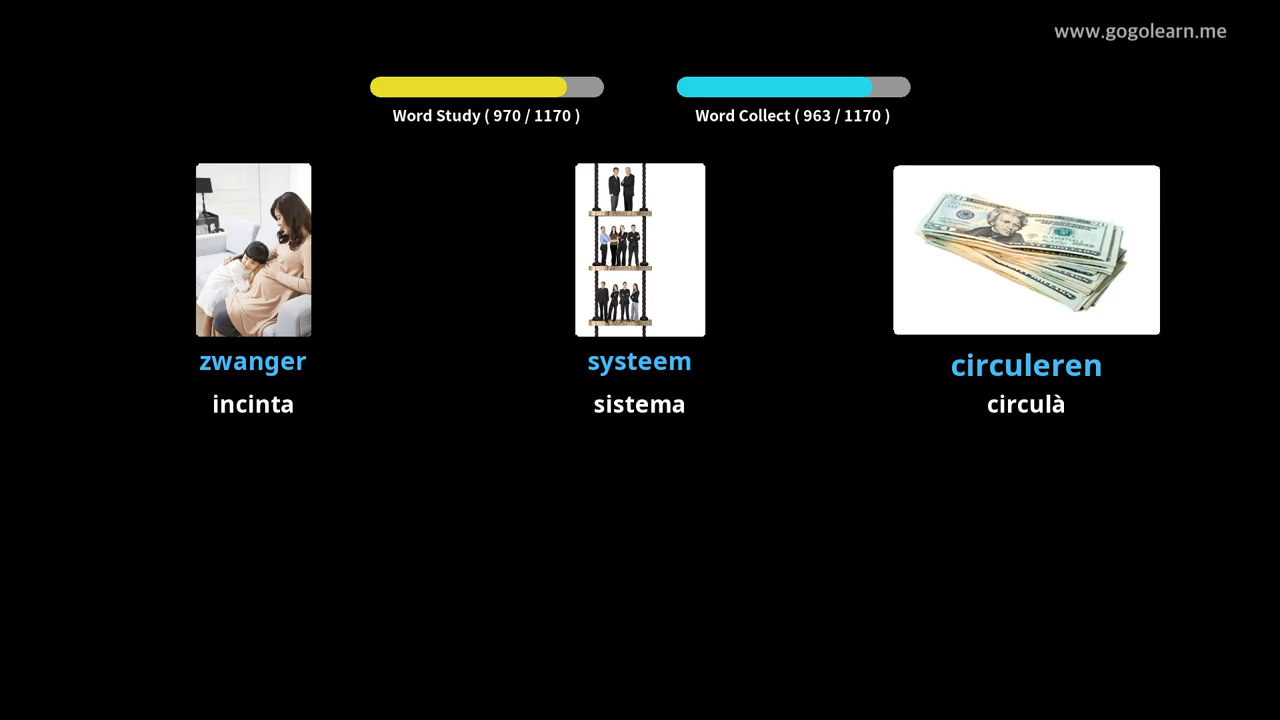 www.gogolearn.me
Word Study ( 970 / 1170 )
Word Collect ( 963 / 1170 )
zwanger
incinta
systeem
sistema
circuleren
circulà